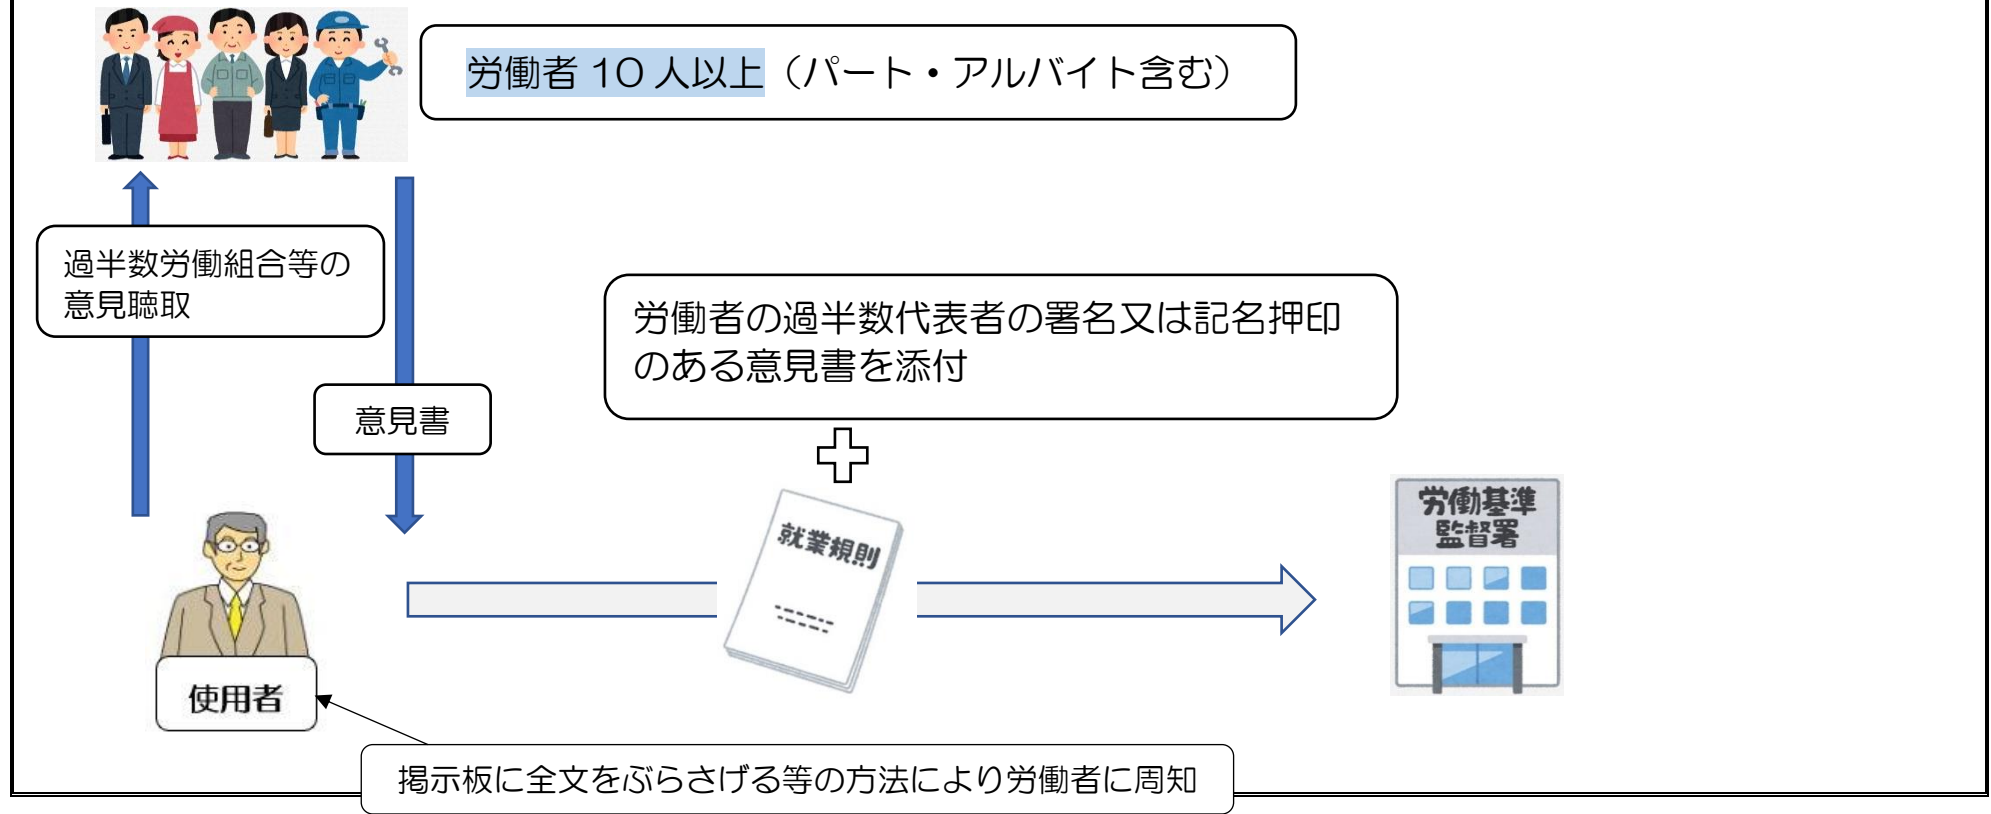 労働者 10 人以上（パート・アルバイト含む）
過半数労働組合等の
意見聴取
労働者の過半数代表者の署名又は記名押印
のある意見書を添付
意見書
就業規則
労働基準
監督署
使用者
掲示板に全文をぶらさげる等の方法により労働者に周知